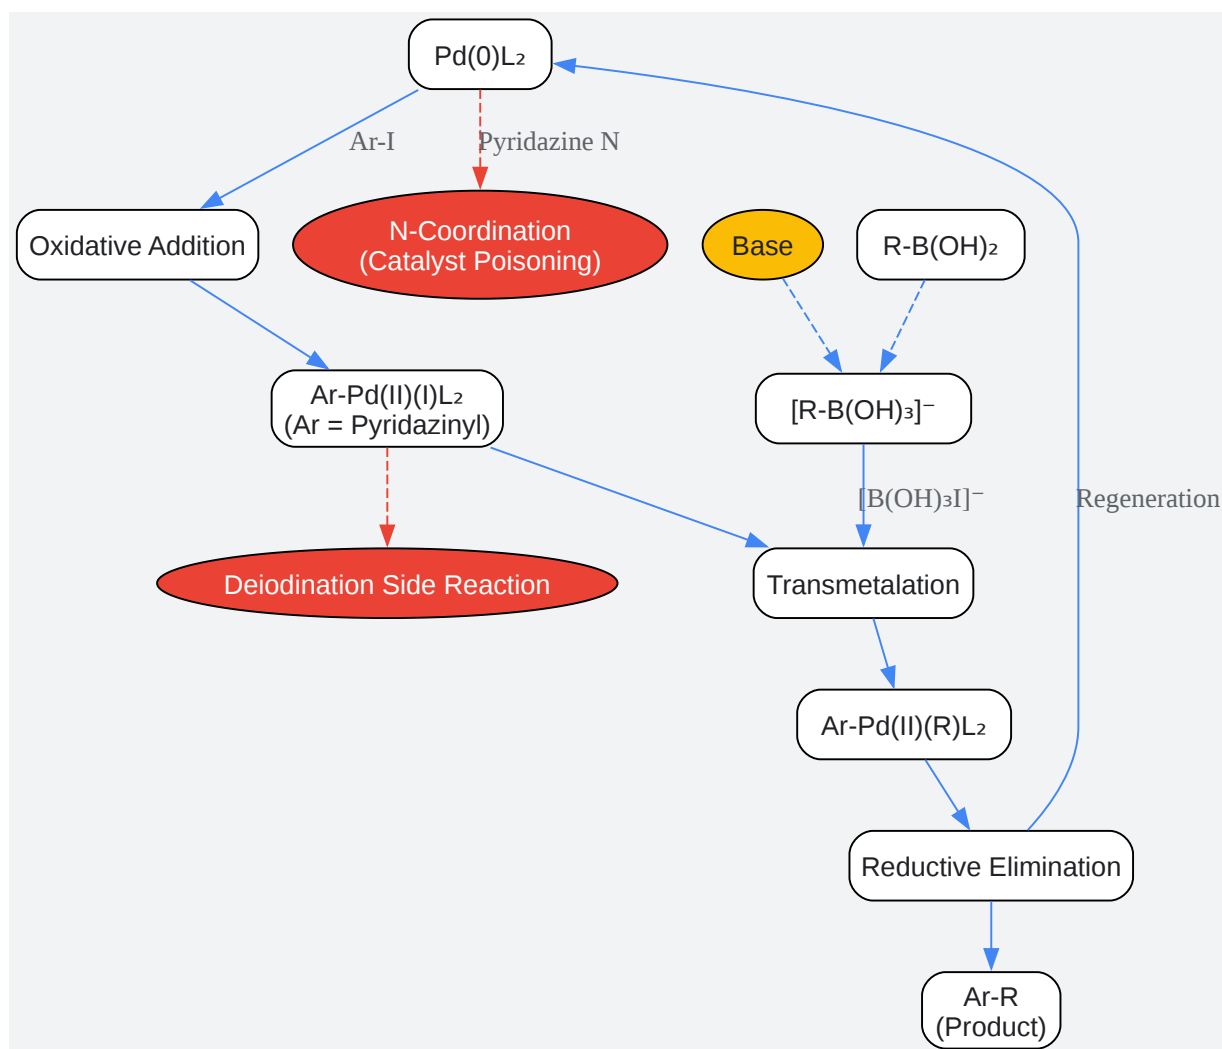 Pd(0)L₂
Ar-I
Pyridazine N
Oxidative Addition
N-Coordination
(Catalyst Poisoning)
Base
R-B(OH)₂
Ar-Pd(II)(I)L₂
(Ar = Pyridazinyl)
[R-B(OH)₃]⁻
[B(OH)₃I]⁻
Regeneration
Deiodination Side Reaction
Transmetalation
Ar-Pd(II)(R)L₂
Reductive Elimination
Ar-R
(Product)